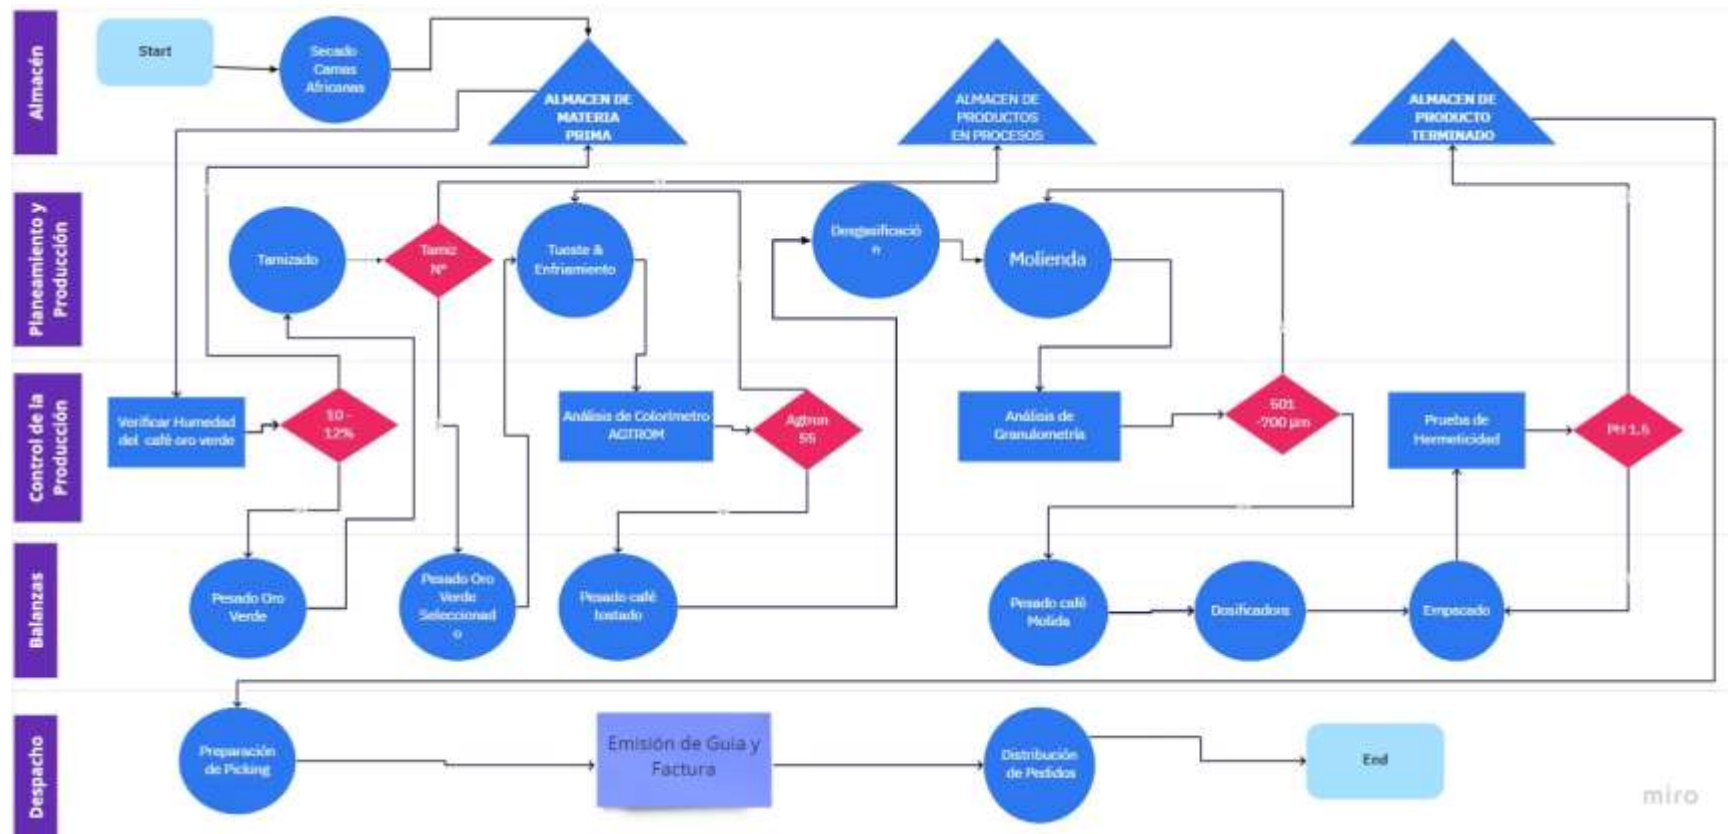 Almacén
Start
Secado
Camas
Africanas
ALMACEN DE
MATERIA
PRIMA
ALMACEN DE
PRODUCTOS
EN PROCESOS
ALMACEN DE
PRODUCTO
TERMINADO
Planeamiento y
Producción
Tamizado
Tamiz
N°
Tueste &
Enfriamiento
Desgasificació
n
Molienda
Control de la
Producción
Verificar Humedad
del café oro verde
10 -
12%
Análisis de Colorímetro
AGTROM
Agtron
55
Análisis de
Granulometría
501
-700 µm
Prueba de
Hermeticidad
PH 1.5
Balanzas
Pesado Oro
Verde
Pesado Oro
Verde
Seleccionad
o
Pesado café
tostado
Pesado café
Molida
Dosificadora
Empacado
Despacho
Preparación
de Picking
Emisión de Guia y
Factura
Distribución
de Pedidos
End
miro